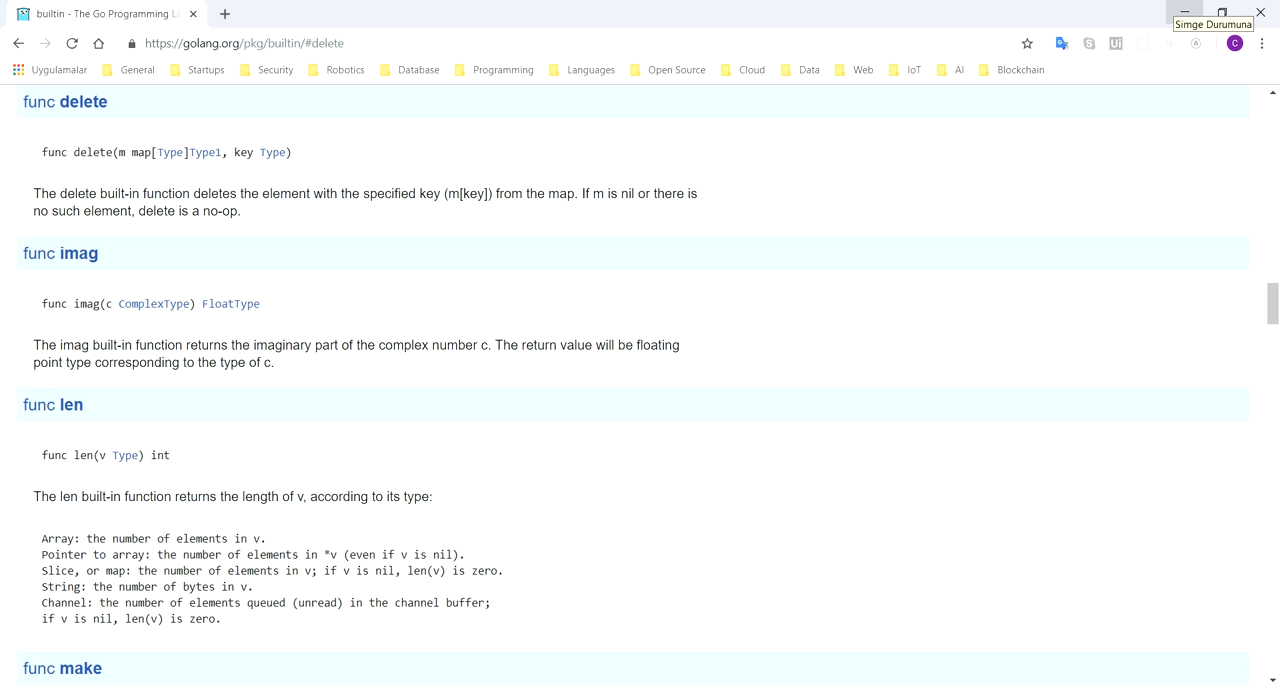 builtin - The Go Programming L
Simge Durumuna
https://golang.org/pkg/builtin/#delete
C
Uygulamalar General Startups Security Robotics Database Programming Languages Open Source Cloud Data Web IoT AI Blockchain
func delete
func delete(m map[Type]Type1, key Type)
The delete built-in function deletes the element with the specified key (m[key]) from the map. If m is nil or there is
no such element, delete is a no-op.
func imag
func imag(c ComplexType) FloatType
The imag built-in function returns the imaginary part of the complex number c. The return value will be floating
point type corresponding to the type of c.
func len
func len(v Type) int
The len built-in function returns the length of v, according to its type:
Array: the number of elements in v.
Pointer to array: the number of elements in *v (even if v is nil).
Slice, or map: the number of elements in v; if v is nil, len(v) is zero.
String: the number of bytes in v.
Channel: the number of elements queued (unread) in the channel buffer;
if v is nil, len(v) is zero.
func make